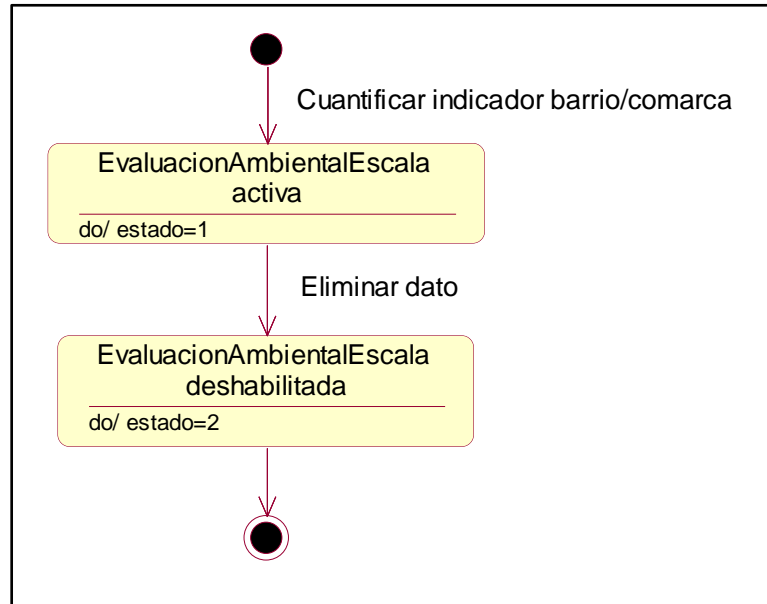 Cuantificar indicador barrio/comarca
EvaluacionAmbientalEscala
activa
do/ estado=1
Eliminar dato
EvaluacionAmbientalEscala
deshabilitada
do/ estado=2